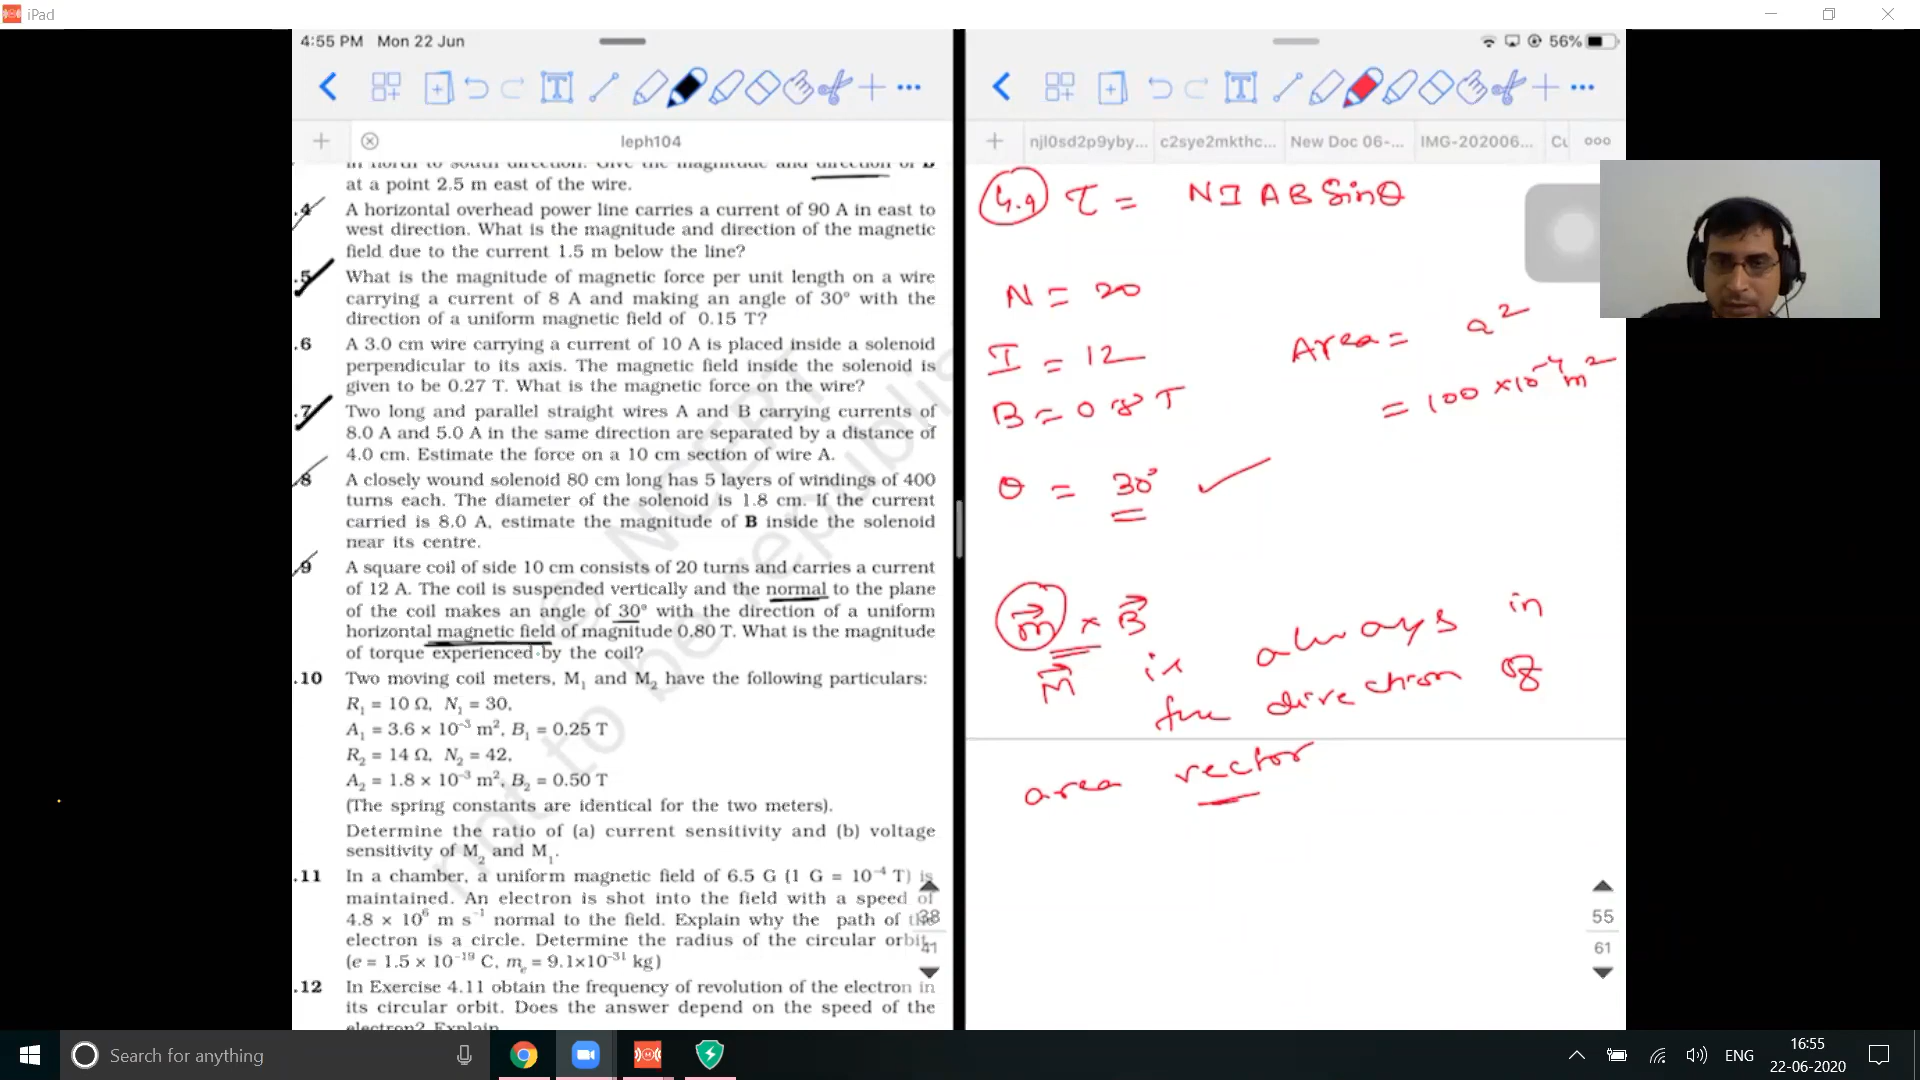 iPad
4:55 PM Mon 22 Jun
56%
leph104
njl0sd2p9yby... c2sye2mkthc... New Doc 06-... IMG-202006...
in north to south direction. Give the magnitude and direction of B
at a point 2.5 m east of the wire.
.4 A horizontal overhead power line carries a current of 90 A in east to
west direction. What is the magnitude and direction of the magnetic
field due to the current 1.5 m below the line?
.5 What is the magnitude of magnetic force per unit length on a wire
carrying a current of 8 A and making an angle of 30° with the
direction of a uniform magnetic field of 0.15 T?
.6 A 3.0 cm wire carrying a current of 10 A is placed inside a solenoid
perpendicular to its axis. The magnetic field inside the solenoid is
given to be 0.27 T. What is the magnetic force on the wire?
.7 Two long and parallel straight wires A and B carrying currents of
8.0 A and 5.0 A in the same direction are separated by a distance of
4.0 cm. Estimate the force on a 10 cm section of wire A.
.8 A closely wound solenoid 80 cm long has 5 layers of windings of 400
turns each. The diameter of the solenoid is 1.8 cm. If the current
carried is 8.0 A, estimate the magnitude of B inside the solenoid
near its centre.
.9 A square coil of side 10 cm consists of 20 turns and carries a current
of 12 A. The coil is suspended vertically and the normal to the plane
of the coil makes an angle of 30° with the direction of a uniform
horizontal magnetic field of magnitude 0.80 T. What is the magnitude
of torque experienced by the coil?
.10 Two moving coil meters, M₁ and M₂ have the following particulars:
R₁ = 10 Ω, N₁ = 30,
A₁ = 3.6 × 10⁻³ m², B₁ = 0.25 T
R₂ = 14 Ω, N₂ = 42,
A₂ = 1.8 × 10⁻³ m², B₂ = 0.50 T
(The spring constants are identical for the two meters).
Determine the ratio of (a) current sensitivity and (b) voltage
sensitivity of M₂ and M₁.
.11 In a chamber, a uniform magnetic field of 6.5 G (1 G = 10⁻⁴ T) is
maintained. An electron is shot into the field with a speed of
4.8 × 10⁶ m s⁻¹ normal to the field. Explain why the path of the
electron is a circle. Determine the radius of the circular orbit.
(e = 1.5 × 10⁻¹⁹ C, mₑ = 9.1×10⁻³¹ kg)
.12 In Exercise 4.11 obtain the frequency of revolution of the electron in
its circular orbit. Does the answer depend on the speed of the
electron? Explain
© NCERT
not to be republis
38
41
4.9 τ = NIAB Sinθ
N = 20
I = 12
B = 0.8 T
θ = 30°
Area = a²
= 100 × 10⁻⁴ m²
m⃗ × B⃗
M⃗ is always in
the direction of
area vector
55
61
Search for anything
ENG
16:55
22-06-2020